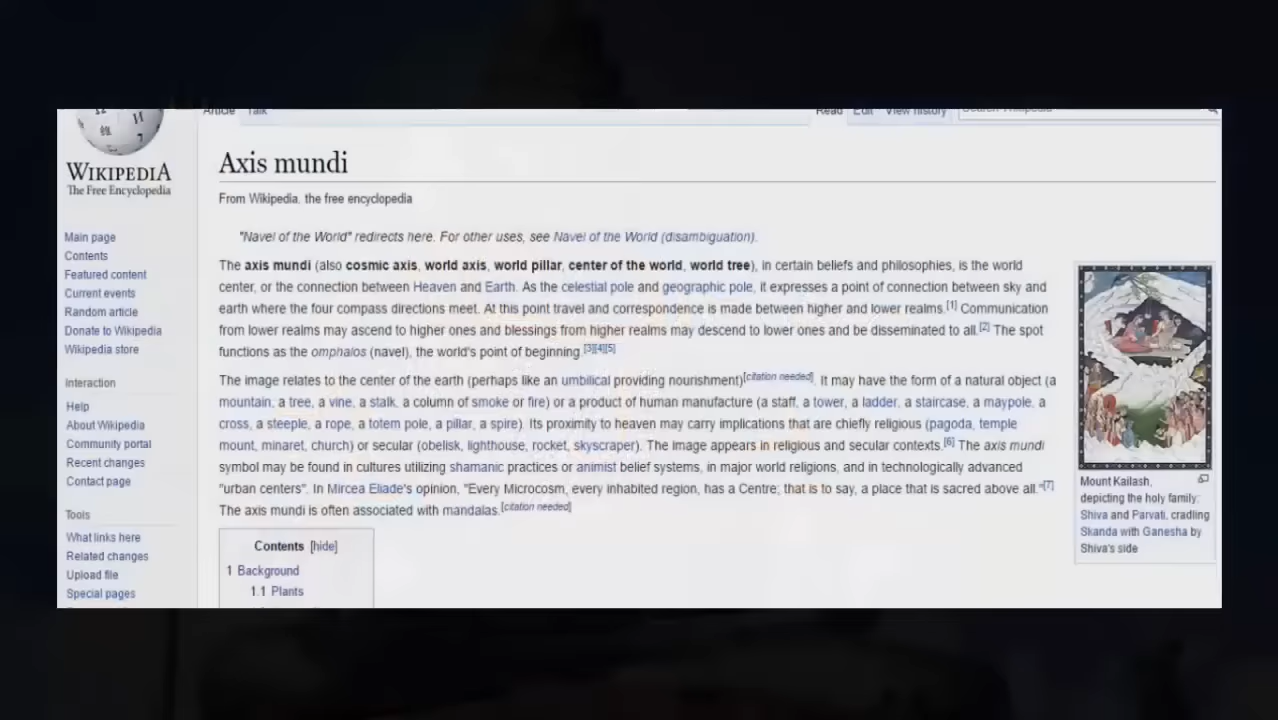 Article Talk Read Edit View history Search Wikipedia
WIKIPEDIA
The Free Encyclopedia
Main page
Contents
Featured content
Current events
Random article
Donate to Wikipedia
Wikipedia store
Interaction
Help
About Wikipedia
Community portal
Recent changes
Contact page
Tools
What links here
Related changes
Upload file
Special pages
Axis mundi
From Wikipedia, the free encyclopedia
"Navel of the World" redirects here. For other uses, see Navel of the World (disambiguation).
The axis mundi (also cosmic axis, world axis, world pillar, center of the world, world tree), in certain beliefs and philosophies, is the world
center, or the connection between Heaven and Earth. As the celestial pole and geographic pole, it expresses a point of connection between sky and
earth where the four compass directions meet. At this point travel and correspondence is made between higher and lower realms.[1] Communication
from lower realms may ascend to higher ones and blessings from higher realms may descend to lower ones and be disseminated to all.[2] The spot
functions as the omphalos (navel), the world's point of beginning.[3][4][5]
The image relates to the center of the earth (perhaps like an umbilical providing nourishment)[citation needed]. It may have the form of a natural object (a
mountain, a tree, a vine, a stalk, a column of smoke or fire) or a product of human manufacture (a staff, a tower, a ladder, a staircase, a maypole, a
cross, a steeple, a rope, a totem pole, a pillar, a spire). Its proximity to heaven may carry implications that are chiefly religious (pagoda, temple
mount, minaret, church) or secular (obelisk, lighthouse, rocket, skyscraper). The image appears in religious and secular contexts.[6] The axis mundi
symbol may be found in cultures utilizing shamanic practices or animist belief systems, in major world religions, and in technologically advanced
"urban centers". In Mircea Eliade's opinion, "Every Microcosm, every inhabited region, has a Centre; that is to say, a place that is sacred above all."[7]
The axis mundi is often associated with mandalas.[citation needed]
Contents [hide]
1 Background
1.1 Plants
Mount Kailash,
depicting the holy family:
Shiva and Parvati, cradling
Skanda with Ganesha by
Shiva's side